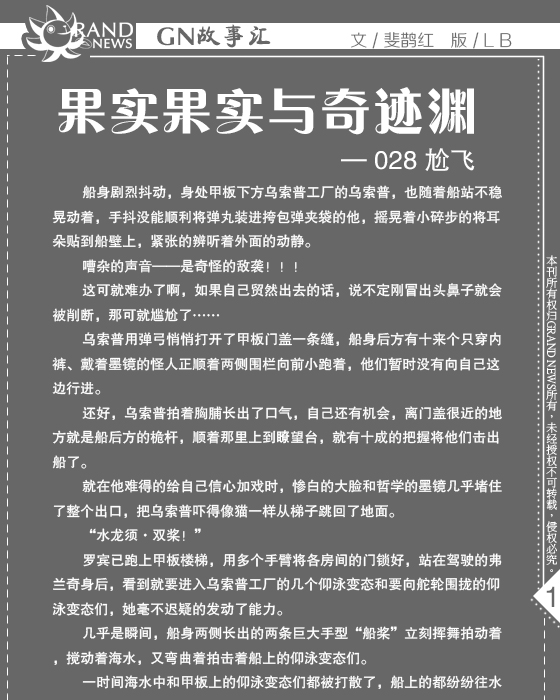 GRAND
NEWS
GN故事汇
文 / 斐鹊红 版 / L B
果实果实与奇迹渊
— 028 尬飞
船身剧烈抖动，身处甲板下方乌索普工厂的乌索普，也随着船站不稳
晃动着，手抖没能顺利将弹丸装进挎包弹夹袋的他，摇晃着小碎步的将耳
朵贴到船壁上，紧张的辨听着外面的动静。
嘈杂的声音——是奇怪的敌袭！！！
这可就难办了啊，如果自己贸然出去的话，说不定刚冒出头鼻子就会
被削断，那可就尴尬了······
乌索普用弹弓悄悄打开了甲板门盖一条缝，船身后方有十来个只穿内
裤、戴着墨镜的怪人正顺着两侧围栏向前小跑着，他们暂时没有向自己这
边行进。
还好，乌索普拍着胸脯长出了口气，自己还有机会，离门盖很近的地
方就是船后方的桅杆，顺着那里上到瞭望台，就有十成的把握将他们击出
船了。
就在他难得的给自己信心加戏时，惨白的大脸和哲学的墨镜几乎堵住
了整个出口，把乌索普吓得像猫一样从梯子跳回了地面。
“水龙须·双桨！”
罗宾已跑上甲板楼梯，用多个手臂将各房间的门锁好，站在驾驶的弗
兰奇身后，看到就要进入乌索普工厂的几个仰泳变态和要向舵轮围拢的仰
泳变态们，她毫不迟疑的发动了能力。
几乎是瞬间，船身两侧长出的两条巨大手型“船桨”立刻挥舞拍动着
，搅动着海水，又弯曲着拍击着船上的仰泳变态们。
一时间海水中和甲板上的仰泳变态们都被打散了，船上的都纷纷往水
本刊所有权归GRAND NEWS所有，未经授权不可转载，侵权必究。
1